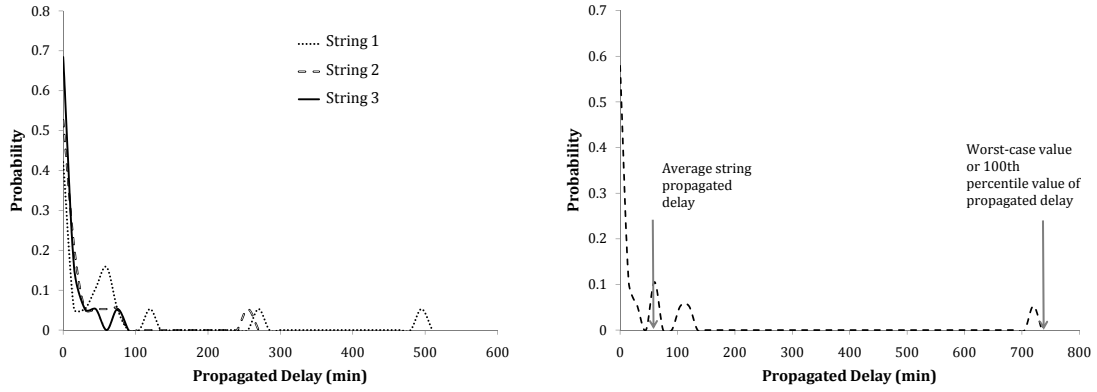 0.8
0.7
0.6
0.5
0.4
0.3
0.2
0.1
0
Probability
String 1
String 2
String 3
0 100 200 300 400 500 600
Propagated Delay (min)
0.7
0.6
0.5
0.4
0.3
0.2
0.1
0
Probability
Average string
propagated
delay
Worst-case value
or 100th
percentile value of
propagated delay
0 100 200 300 400 500 600 700 800
Propagated Delay (min)